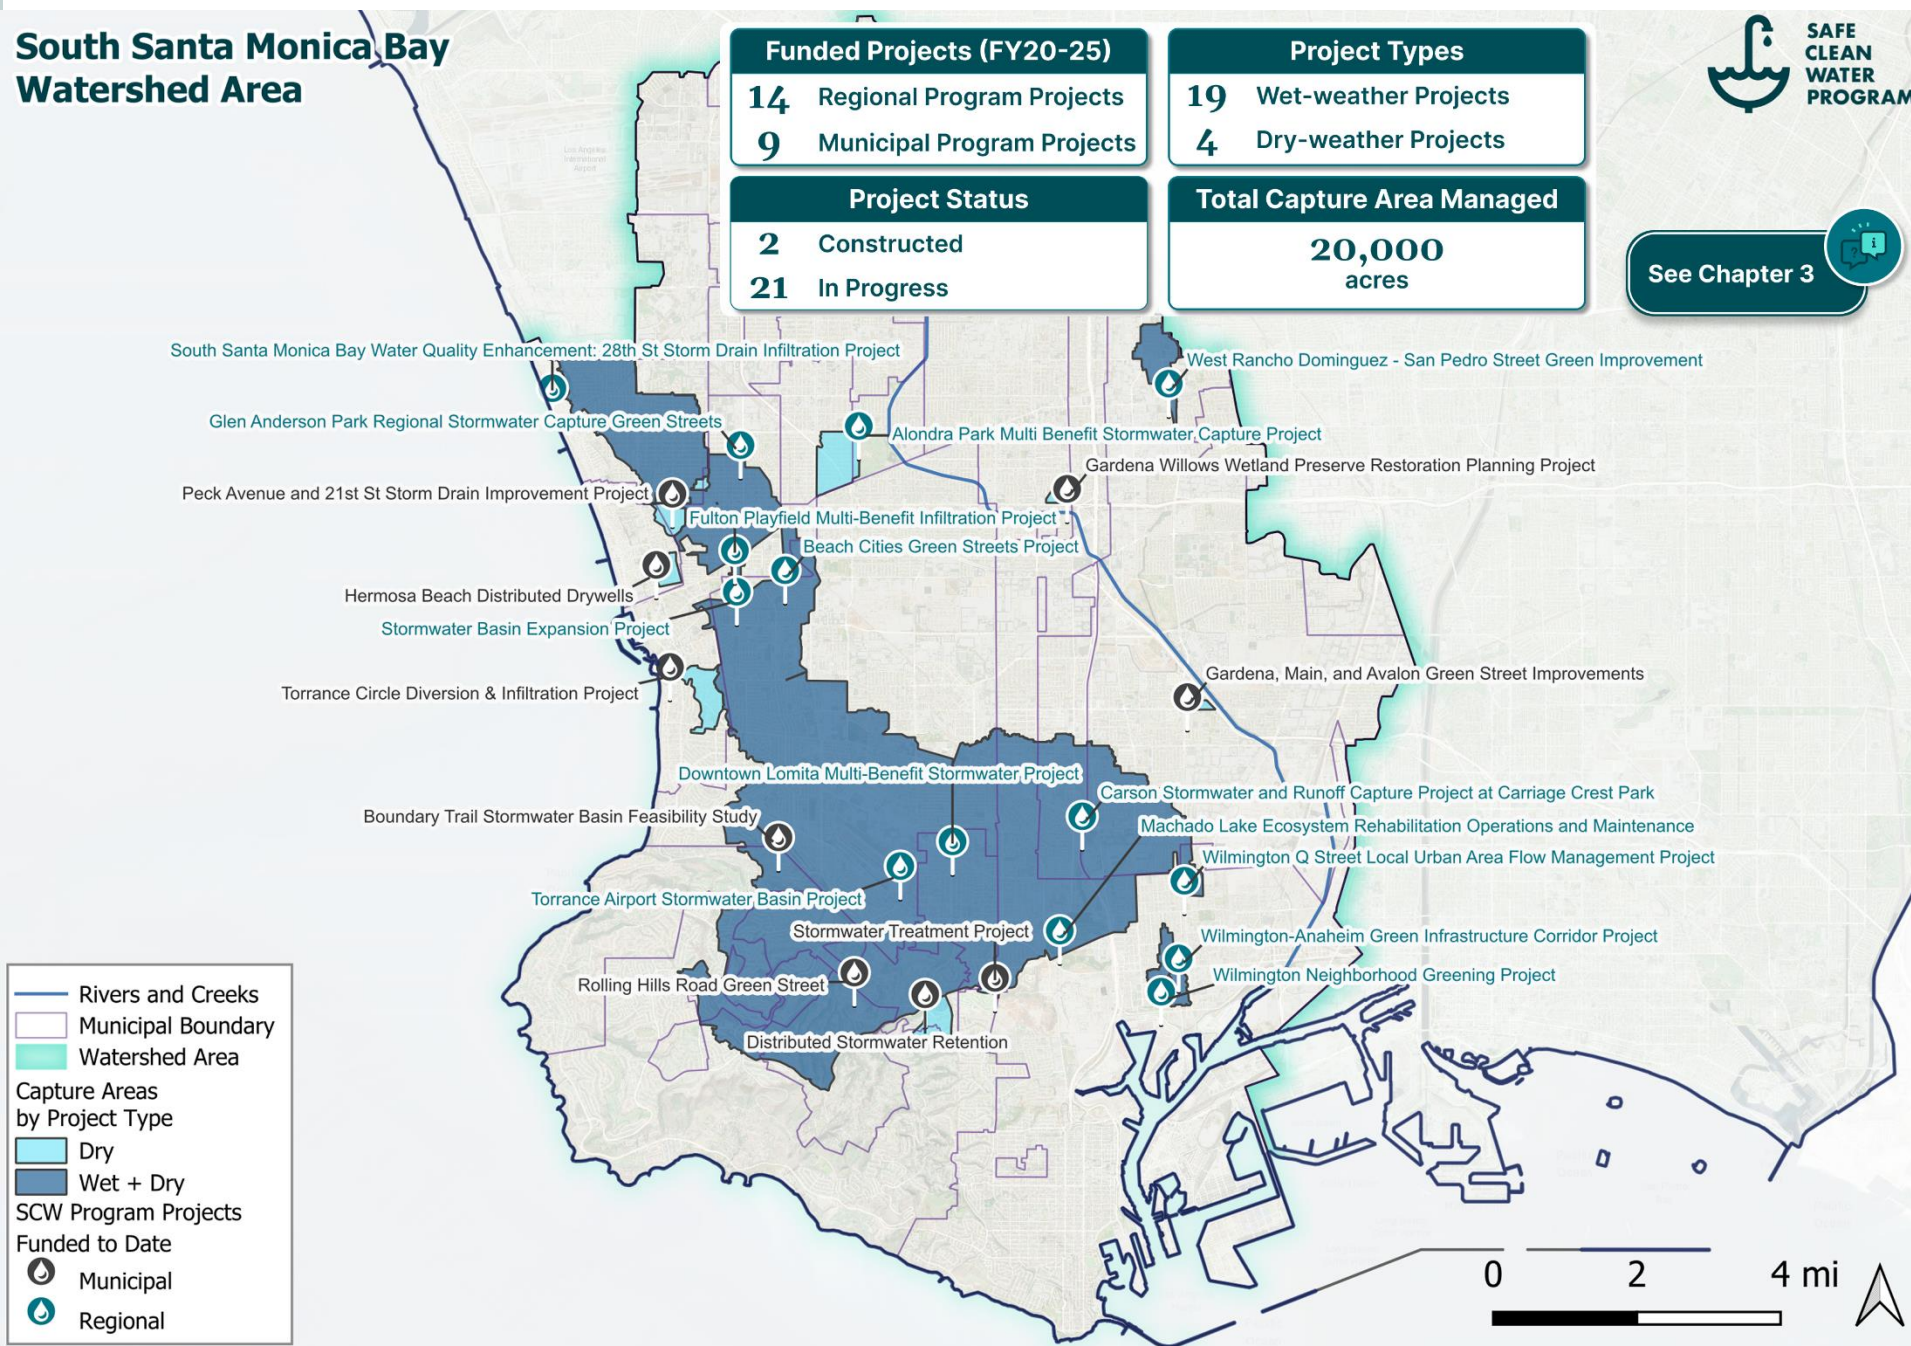 South Santa Monica Bay
Watershed Area
Funded Projects (FY20-25)
14 Regional Program Projects
9 Municipal Program Projects
Project Types
19 Wet-weather Projects
4 Dry-weather Projects
Project Status
2 Constructed
21 In Progress
Total Capture Area Managed
20,000
acres
SAFE
CLEAN
WATER
PROGRAM
See Chapter 3
Los Angeles
International
Airport
South Santa Monica Bay Water Quality Enhancement: 28th St Storm Drain Infiltration Project
West Rancho Dominguez - San Pedro Street Green Improvement
Glen Anderson Park Regional Stormwater Capture Green Streets
Alondra Park Multi Benefit Stormwater Capture Project
Gardena Willows Wetland Preserve Restoration Planning Project
Peck Avenue and 21st St Storm Drain Improvement Project
Fulton Playfield Multi-Benefit Infiltration Project
Beach Cities Green Streets Project
Hermosa Beach Distributed Drywells
Stormwater Basin Expansion Project
Gardena, Main, and Avalon Green Street Improvements
Torrance Circle Diversion & Infiltration Project
Downtown Lomita Multi-Benefit Stormwater Project
Carson Stormwater and Runoff Capture Project at Carriage Crest Park
Boundary Trail Stormwater Basin Feasibility Study
Machado Lake Ecosystem Rehabilitation Operations and Maintenance
Wilmington Q Street Local Urban Area Flow Management Project
Torrance Airport Stormwater Basin Project
Stormwater Treatment Project
Wilmington-Anaheim Green Infrastructure Corridor Project
Rolling Hills Road Green Street
Wilmington Neighborhood Greening Project
Distributed Stormwater Retention
Rivers and Creeks
Municipal Boundary
Watershed Area
Capture Areas
by Project Type
Dry
Wet + Dry
SCW Program Projects
Funded to Date
Municipal
Regional
0 2 4 mi